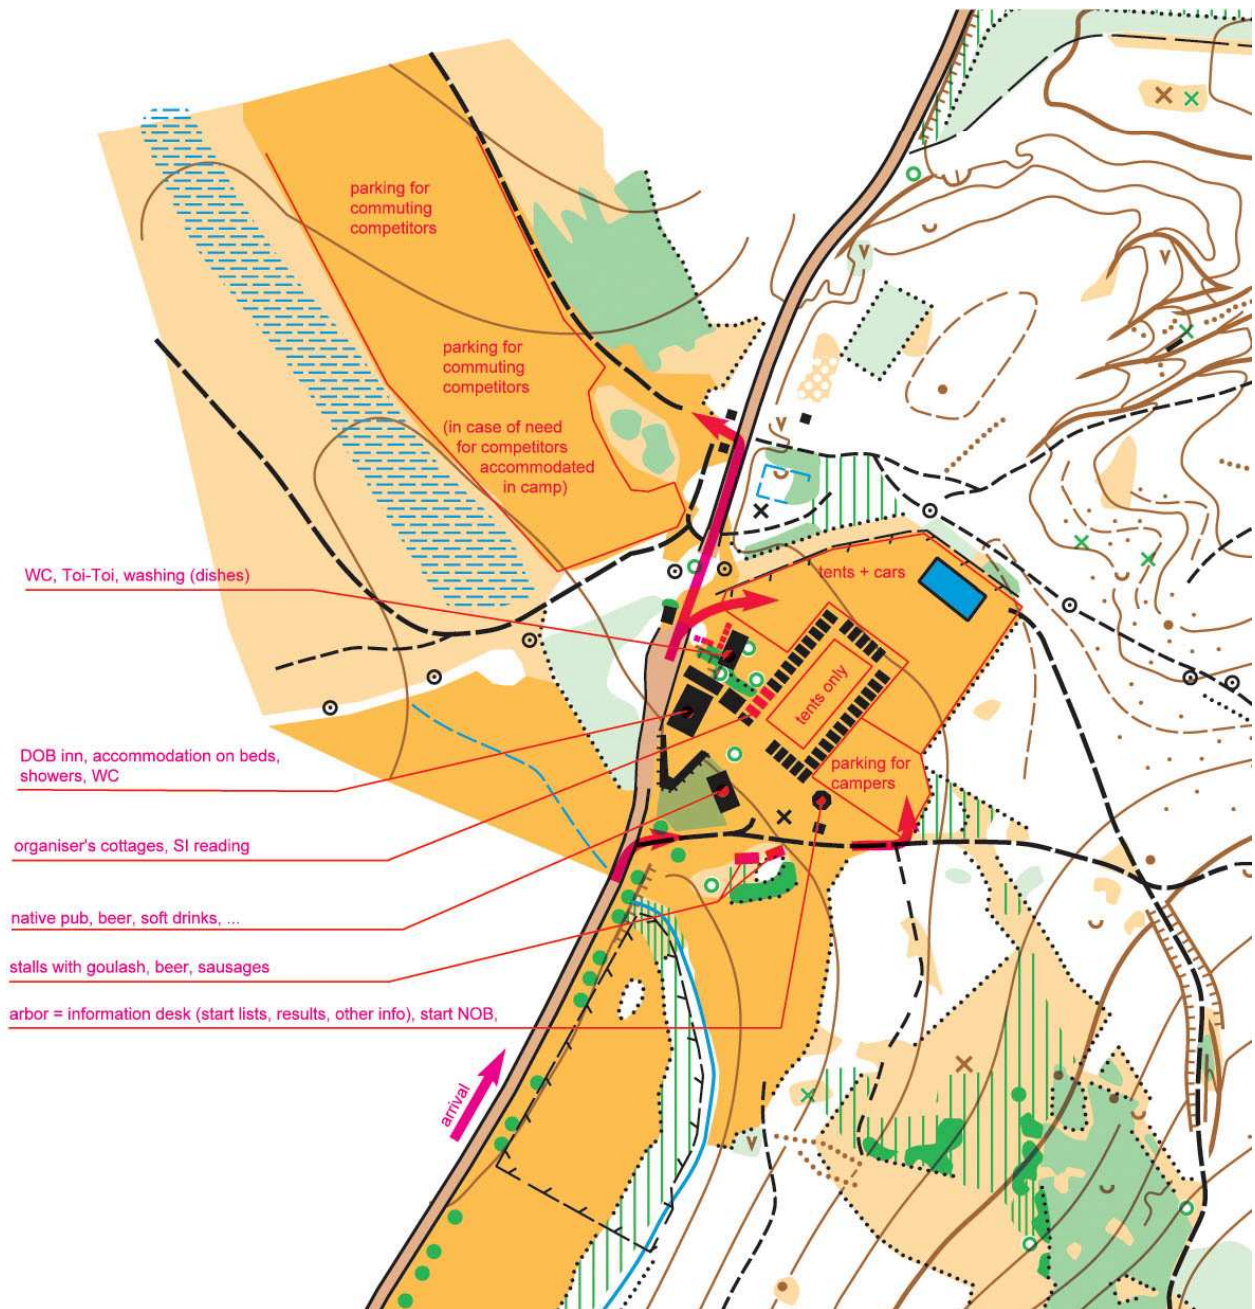 parking for
commuting
competitors
parking for
commuting
competitors
(in case of need
for competitors
accommodated
in camp)
WC, Toi-Toi, washing (dishes)
tents + cars
tents only
DOB inn, accommodation on beds,
showers, WC
parking for
campers
organiser's cottages, SI reading
native pub, beer, soft drinks, ...
stalls with goulash, beer, sausages
arbor = information desk (start lists, results, other info), start NOB,
arrival